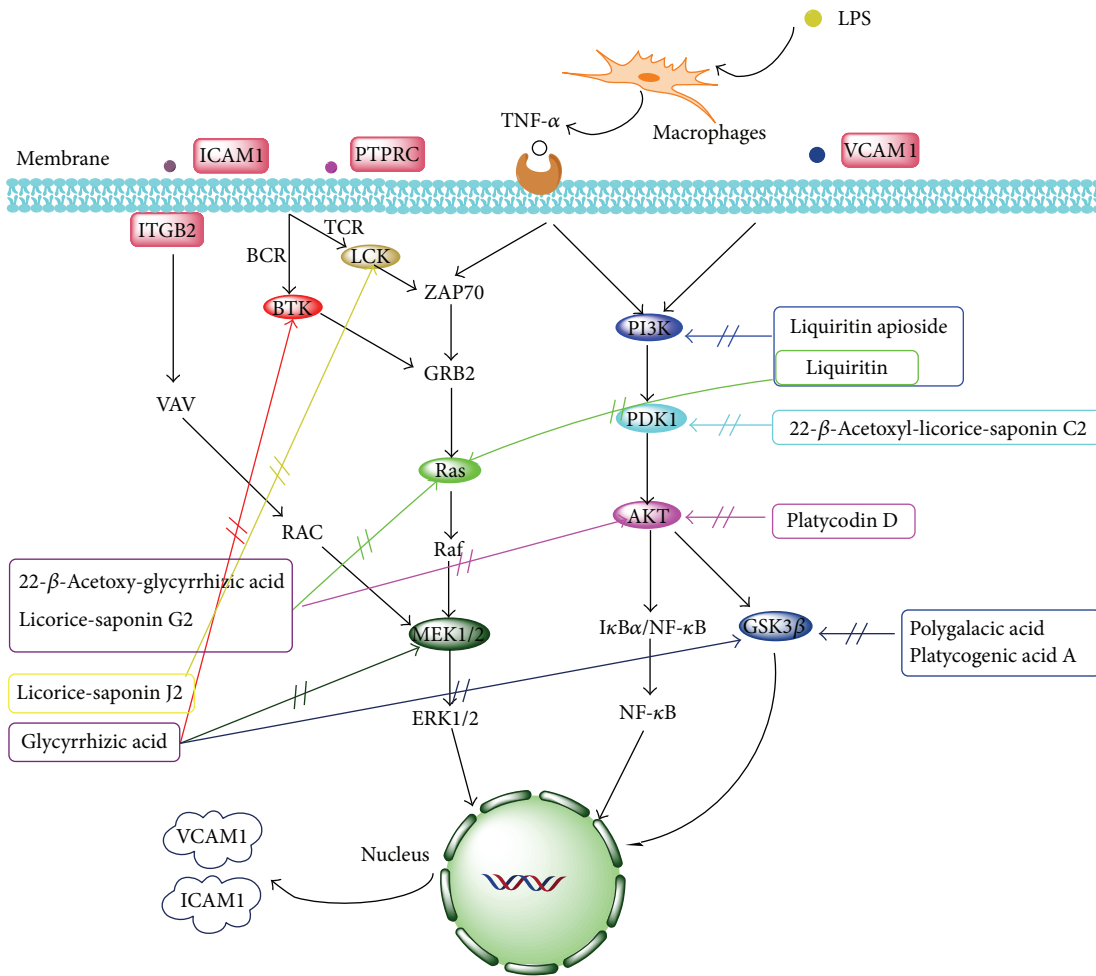 LPS
TNF-α
Macrophages
Membrane
ICAM1
PTPRC
VCAM 1
ITGB2
TCR
BCR
LCK
ZAP70
BTK
PI3K
Liquiritin apioside
Liquiritin
GRB2
VAV
PDK1
22-β-Acetoxyl-licorice-saponin C2
Ras
AKT
Platycodin D
RAC
Raf
22-β-Acetoxy-glycyrrhizic acid
Licorice-saponin G2
MEK1/2
IκBα/NF-κB
GSK3β
Polygalacic acid
Platycogenic acid A
Licorice-saponin J2
ERK1/2
NF-κB
Glycyrrhizic acid
VCAM1
Nucleus
ICAM1